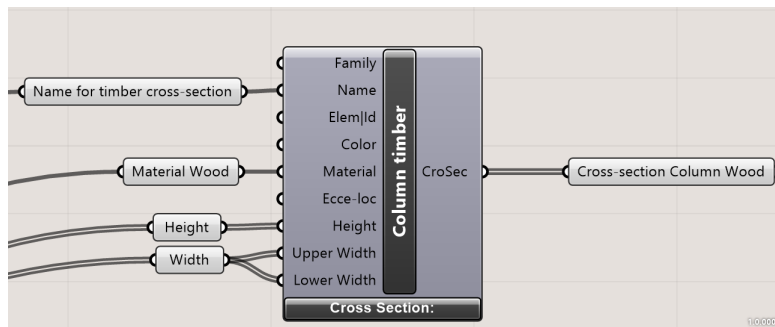 Family
Name for timber cross-section
Name
Elem|Id
Color
Material Wood
Material
Column timber
CroSec
Cross-section Column Wood
Ecce-loc
Height
Height
Width
Upper Width
Lower Width
Cross Section: